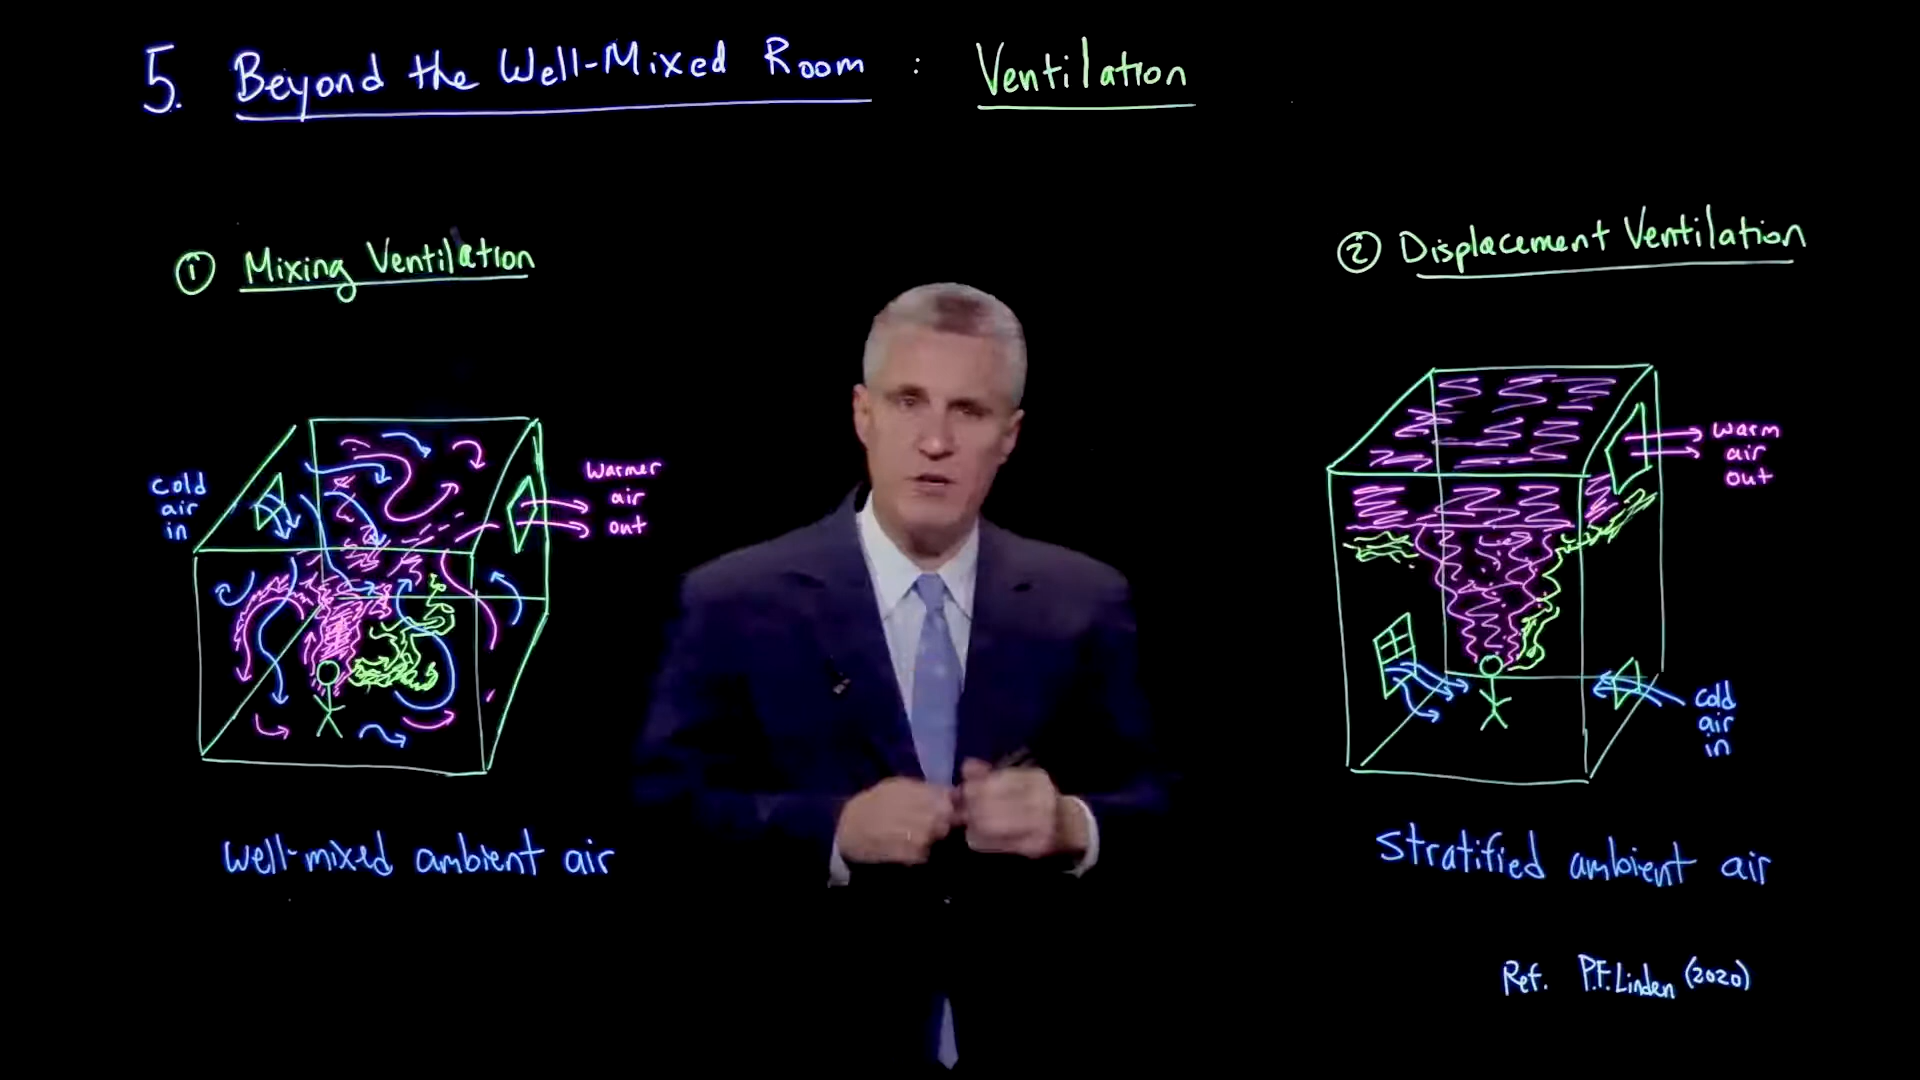 5. Beyond the Well-Mixed Room : Ventilation
① Mixing Ventilation
② Displacement Ventilation
cold
air
in
warmer
air
out
warm
air
out
cold
air
in
well-mixed ambient air
stratified ambient air
Ref. P.F. Linden (2020)